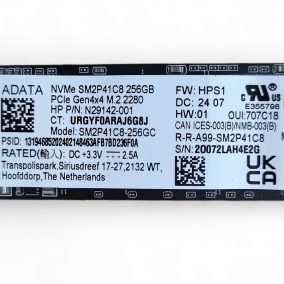 ADATA
NVMe SM2P41C8 256GB
PCIe Gen4x4 M.2 2280
HP P/N: N29142-001
CT: URGYF0ARAJ6G8J
Model: SM2P41C8-256GC
PSID: 13194685202402148463AFB7BD236F0A
RATED(輸入): DC +3.3V ⎓ 2.5A
Transpolispark,Siriusdreef 17-27,2132 WT,
Hoofddorp,The Netherlands
FW: HPS1
DC: 24 07
HW:01
OUI:707C18
CAN ICES-003(B)/NMB-003(B)
R-R-A99-SM2P41C8
S/N: 20072LAH4E2G
E355798
UK
CA